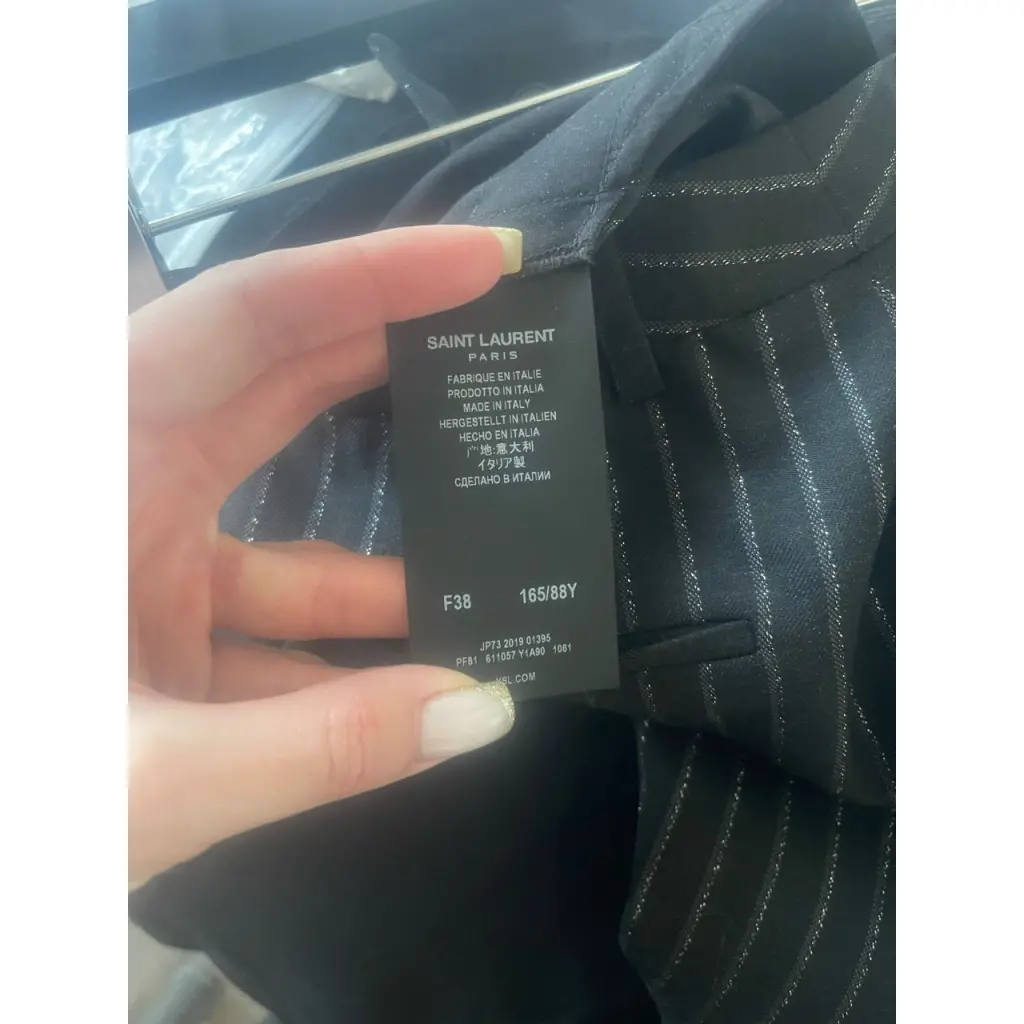 SAINT LAURENT
PARIS
FABRIQUE EN ITALIE
PRODOTTO IN ITALIA
MADE IN ITALY
HERGESTELLT IN ITALIEN
HECHO EN ITALIA
地:意大利
イタリア製
СДЕЛАНО В ИТАЛИИ
F38 165/88Y
JP73 2019 01395
PF81 611057 Y1A90 1061
YSL.COM